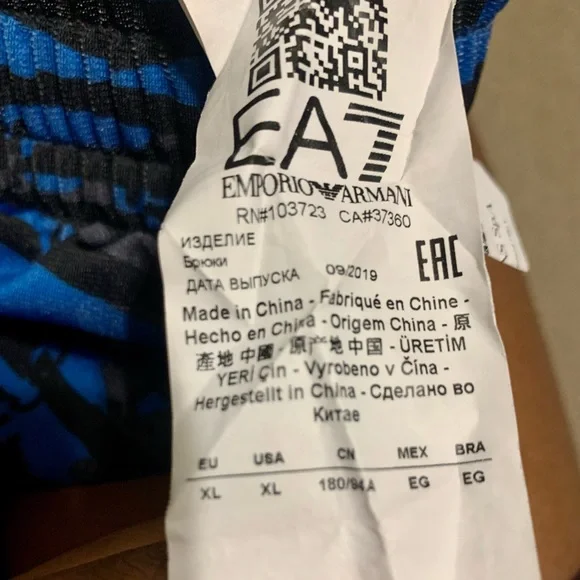 EA7
EMPORIO ARMANI
RN#103723 CA#37360
ИЗДЕЛИЕ
Брюки
ДАТА ВЫПУСКА 09/2019
EAC
Made in China - Fabriqué en Chine -
Hecho en China - Origem China - 原
產地 中國 - 原产地 中国 - ÜRETİM
YERİ Çin - Vyrobeno v Čína -
Hergestellt in China - Сделано во
Китае
EU USA CN MEX BRA
XL XL 180/94A EG EG